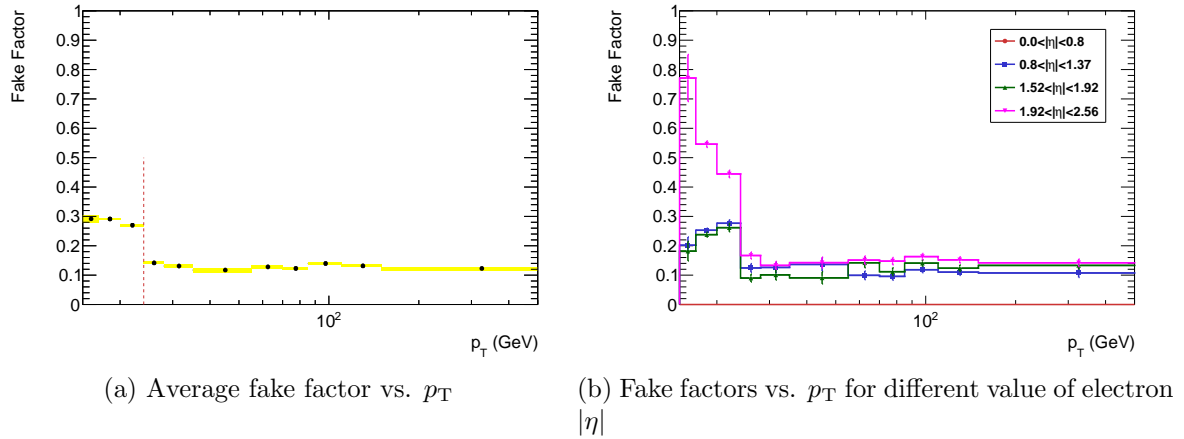 Fake Factor
1
0.9
0.8
0.7
0.6
0.5
0.4
0.3
0.2
0.1
0
10²
p_T (GeV)
(a) Average fake factor vs. p_T
Fake Factor
1
0.9
0.8
0.7
0.6
0.5
0.4
0.3
0.2
0.1
0
0.0<|η|<0.8
0.8<|η|<1.37
1.52<|η|<1.92
1.92<|η|<2.56
10²
p_T (GeV)
(b) Fake factors vs. p_T for different value of electron
|η|